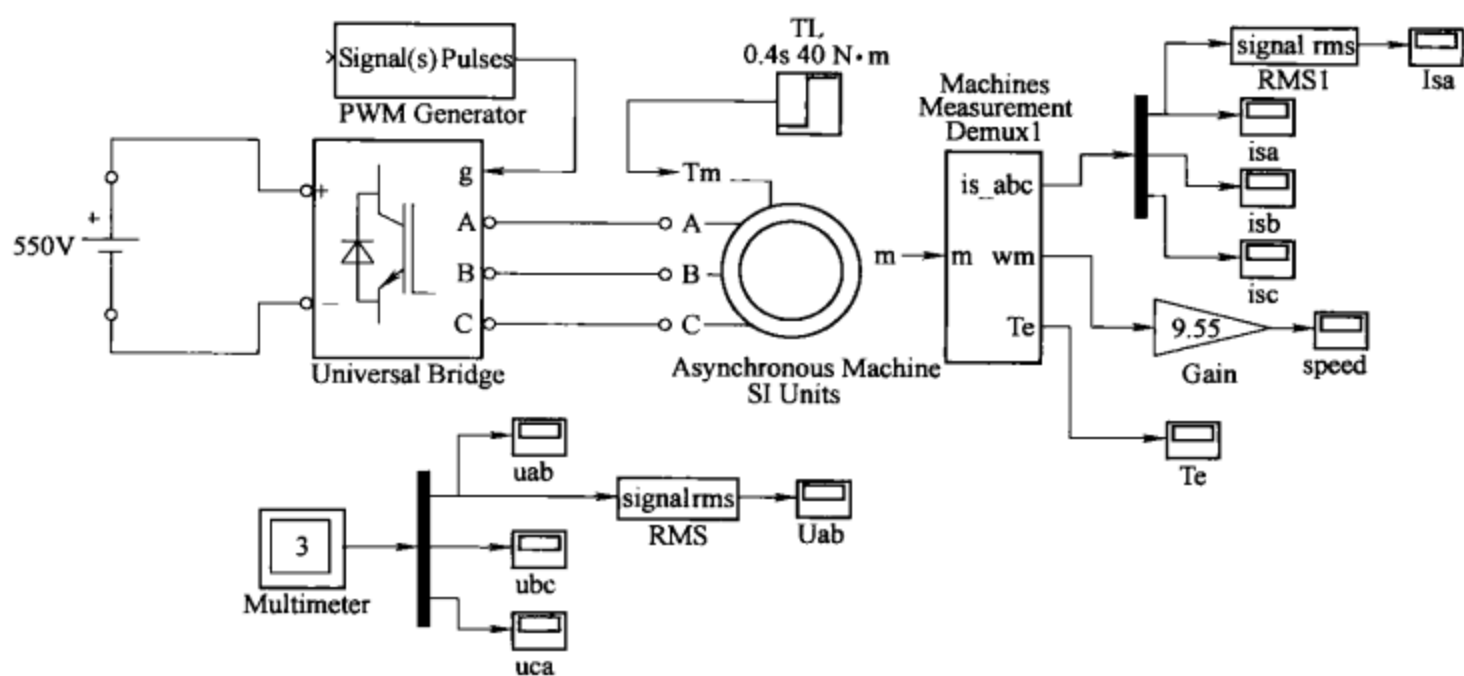 Signal(s) Pulses
PWM Generator
TL
0.4s 40 N·m
Machines
Measurement
Demux1
signal rms
RMS1
Isa
isa
isb
isc
550V
+
+
−
g
A
B
C
Universal Bridge
Tm
A
B
C
m
Asynchronous Machine
SI Units
m
is_abc
wm
Te
9.55
Gain
speed
Te
uab
signal rms
RMS
Uab
3
Multimeter
ubc
uca